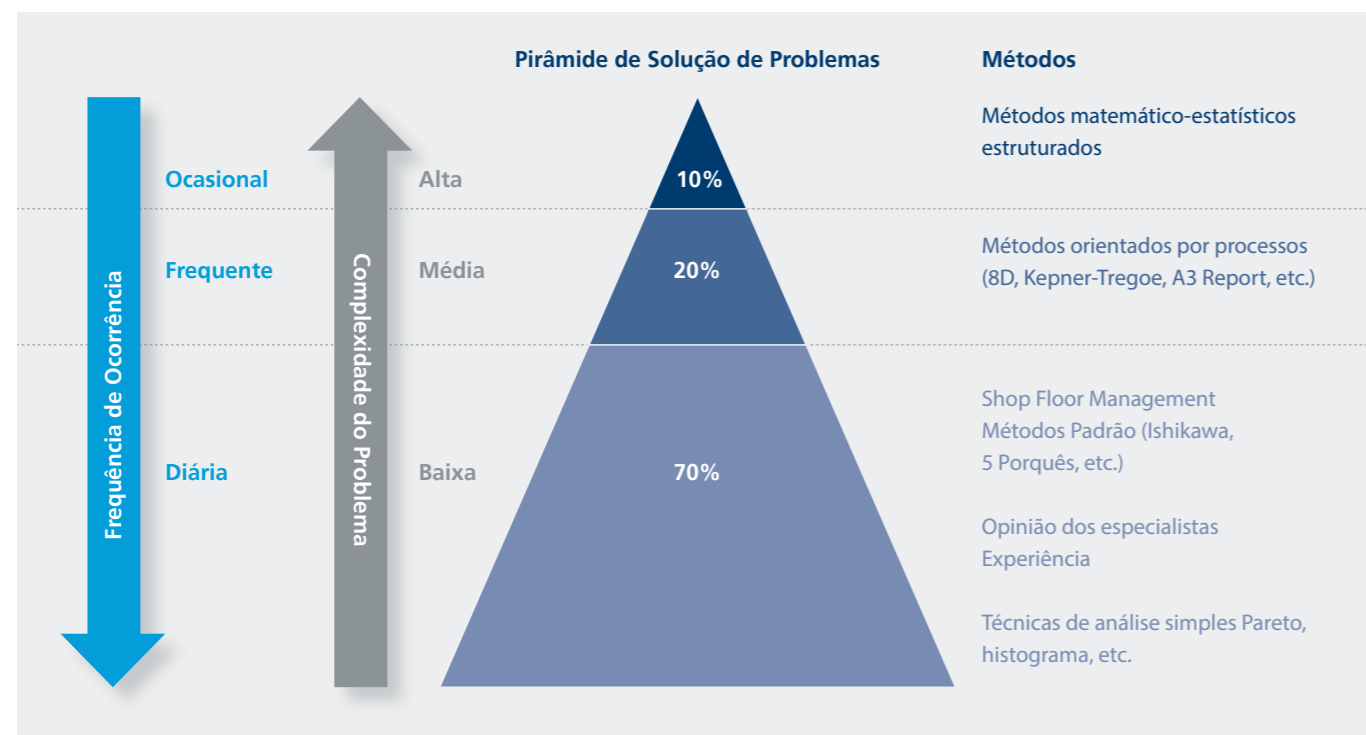 Pirâmide de Solução de Problemas
Métodos
Frequência de Ocorrência
Complexidade do Problema
Ocasional
Alta
10%
Métodos matemático-estatísticos
estruturados
Frequente
Média
20%
Métodos orientados por processos
(8D, Kepner-Tregoe, A3 Report, etc.)
Diária
Baixa
70%
Shop Floor Management
Métodos Padrão (Ishikawa,
5 Porquês, etc.)
Opinião dos especialistas
Experiência
Técnicas de análise simples Pareto,
histograma, etc.